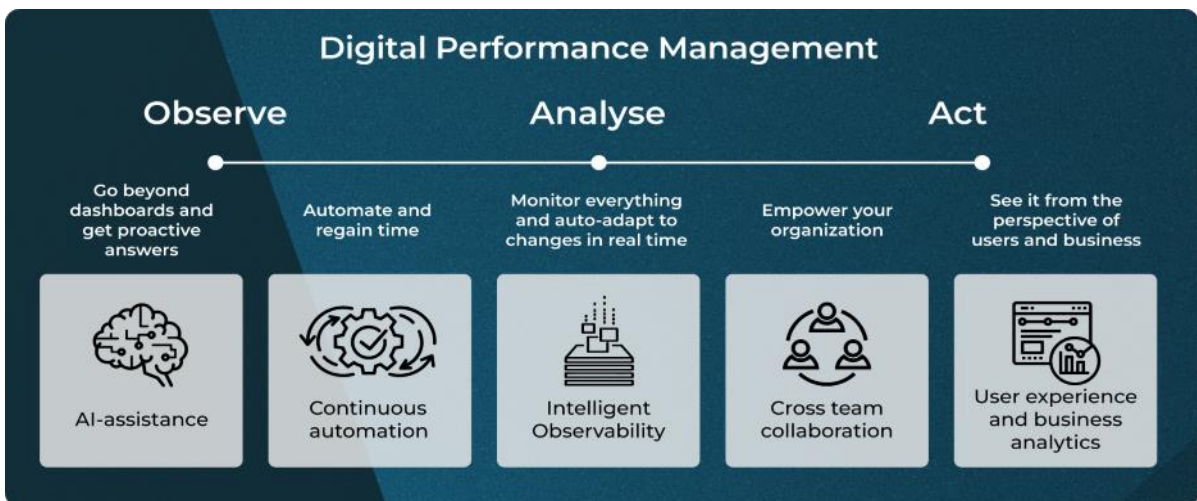 Digital Performance Management
Observe
Analyse
Act
Go beyond
dashboards and
get proactive
answers
Automate and
regain time
Monitor everything
and auto-adapt to
changes in real time
Empower your
organization
See it from the
perspective of
users and business
AI-assistance
Continuous
automation
Intelligent
Observability
Cross team
collaboration
User experience
and business
analytics